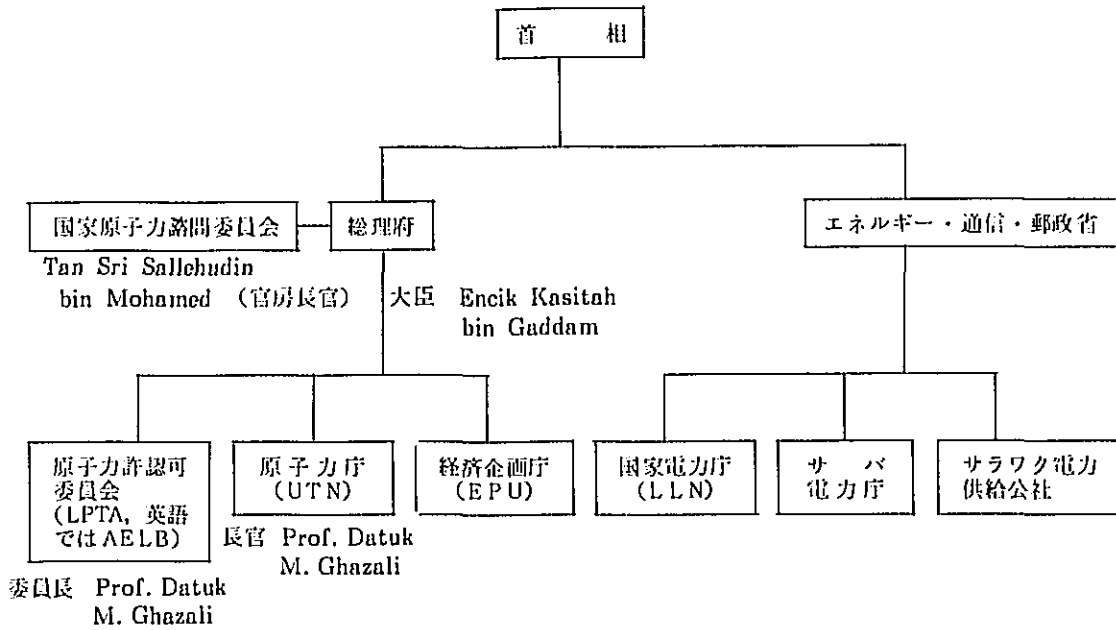 首相
国家原子力諮問委員会
総理府
エネルギー・通信・郵政省
Tan Sri Sallehudin
bin Mohamed (官房長官)
大臣 Encik Kasitah
bin Gaddam
原子力許認可
委員会
(LPTA, 英語
ではAELB)
原子力庁
(UTN)
経済企画庁
(EPU)
国家電力庁
(LLN)
サバ
電力庁
サラワク電力
供給公社
長官 Prof. Datuk
M. Ghazali
委員長 Prof. Datuk
M. Ghazali